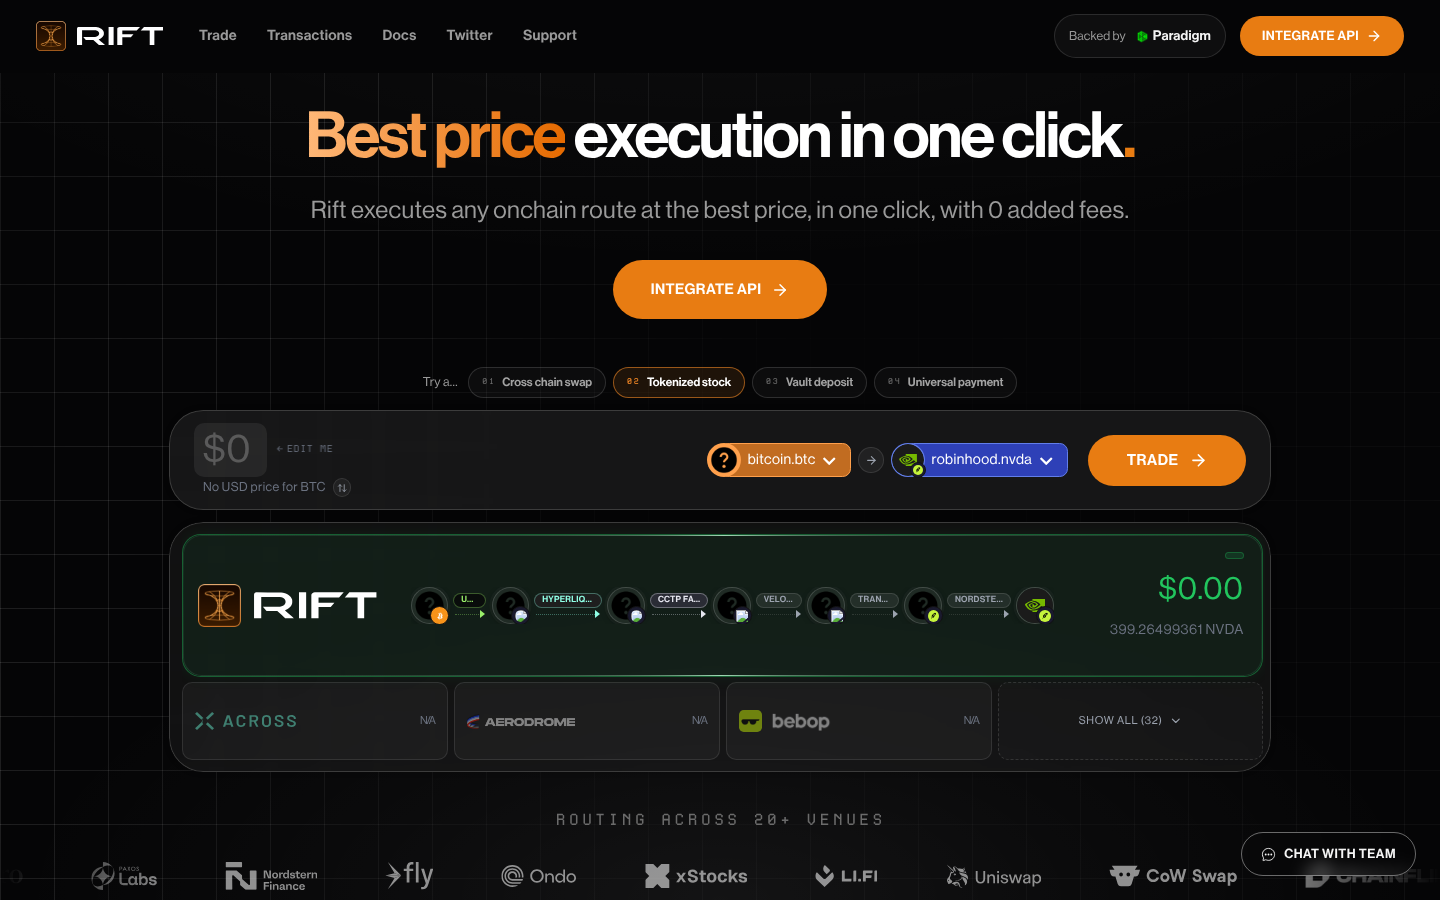 RIFT
Trade
Transactions
Docs
Twitter
Support
Backed by Paradigm
INTEGRATE API
Best price execution in one click.
Rift executes any onchain route at the best price, in one click, with 0 added fees.
INTEGRATE API
Try a...
01 Cross chain swap
02 Tokenized stock
03 Vault deposit
04 Universal payment
$0
← EDIT ME
No USD price for BTC
bitcoin.btc
robinhood.nvda
TRADE
RIFT
U...
HYPERLIQ...
CCTP FA...
VELO...
TRAN...
NORDSTE...
$0.00
399.26499361 NVDA
ACROSS
N/A
AERODROME
N/A
bebop
N/A
SHOW ALL (32)
ROUTING ACROSS 20+ VENUES
PAXOS
Labs
Nordstern
Finance
fly
Ondo
xStocks
LI.FI
Uniswap
CoW Swap
CHAT WITH TEAM